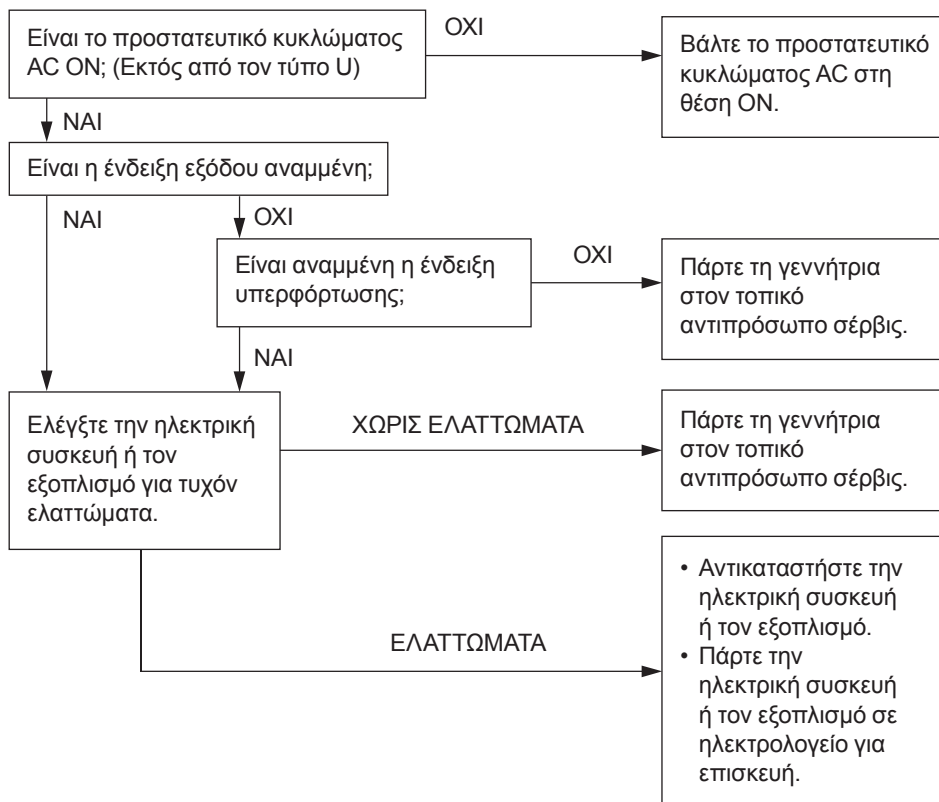 Είναι το προστατευτικό κυκλώματος
AC ON; (Εκτός από τον τύπο U)
ΟΧΙ
Βάλτε το προστατευτικό
κυκλώματος AC στη
θέση ON.
ΝΑΙ
Είναι η ένδειξη εξόδου αναμμένη;
ΝΑΙ
ΟΧΙ
Είναι αναμμένη η ένδειξη
υπερφόρτωσης;
ΟΧΙ
Πάρτε τη γεννήτρια
στον τοπικό
αντιπρόσωπο σέρβις.
ΝΑΙ
Ελέγξτε την ηλεκτρική
συσκευή ή τον
εξοπλισμό για τυχόν
ελαττώματα.
ΧΩΡΙΣ ΕΛΑΤΤΩΜΑΤΑ
Πάρτε τη γεννήτρια
στον τοπικό
αντιπρόσωπο σέρβις.
ΕΛΑΤΤΩΜΑΤΑ
• Αντικαταστήστε την
ηλεκτρική συσκευή
ή τον εξοπλισμό.
• Πάρτε την
ηλεκτρική συσκευή
ή τον εξοπλισμό σε
ηλεκτρολογείο για
επισκευή.